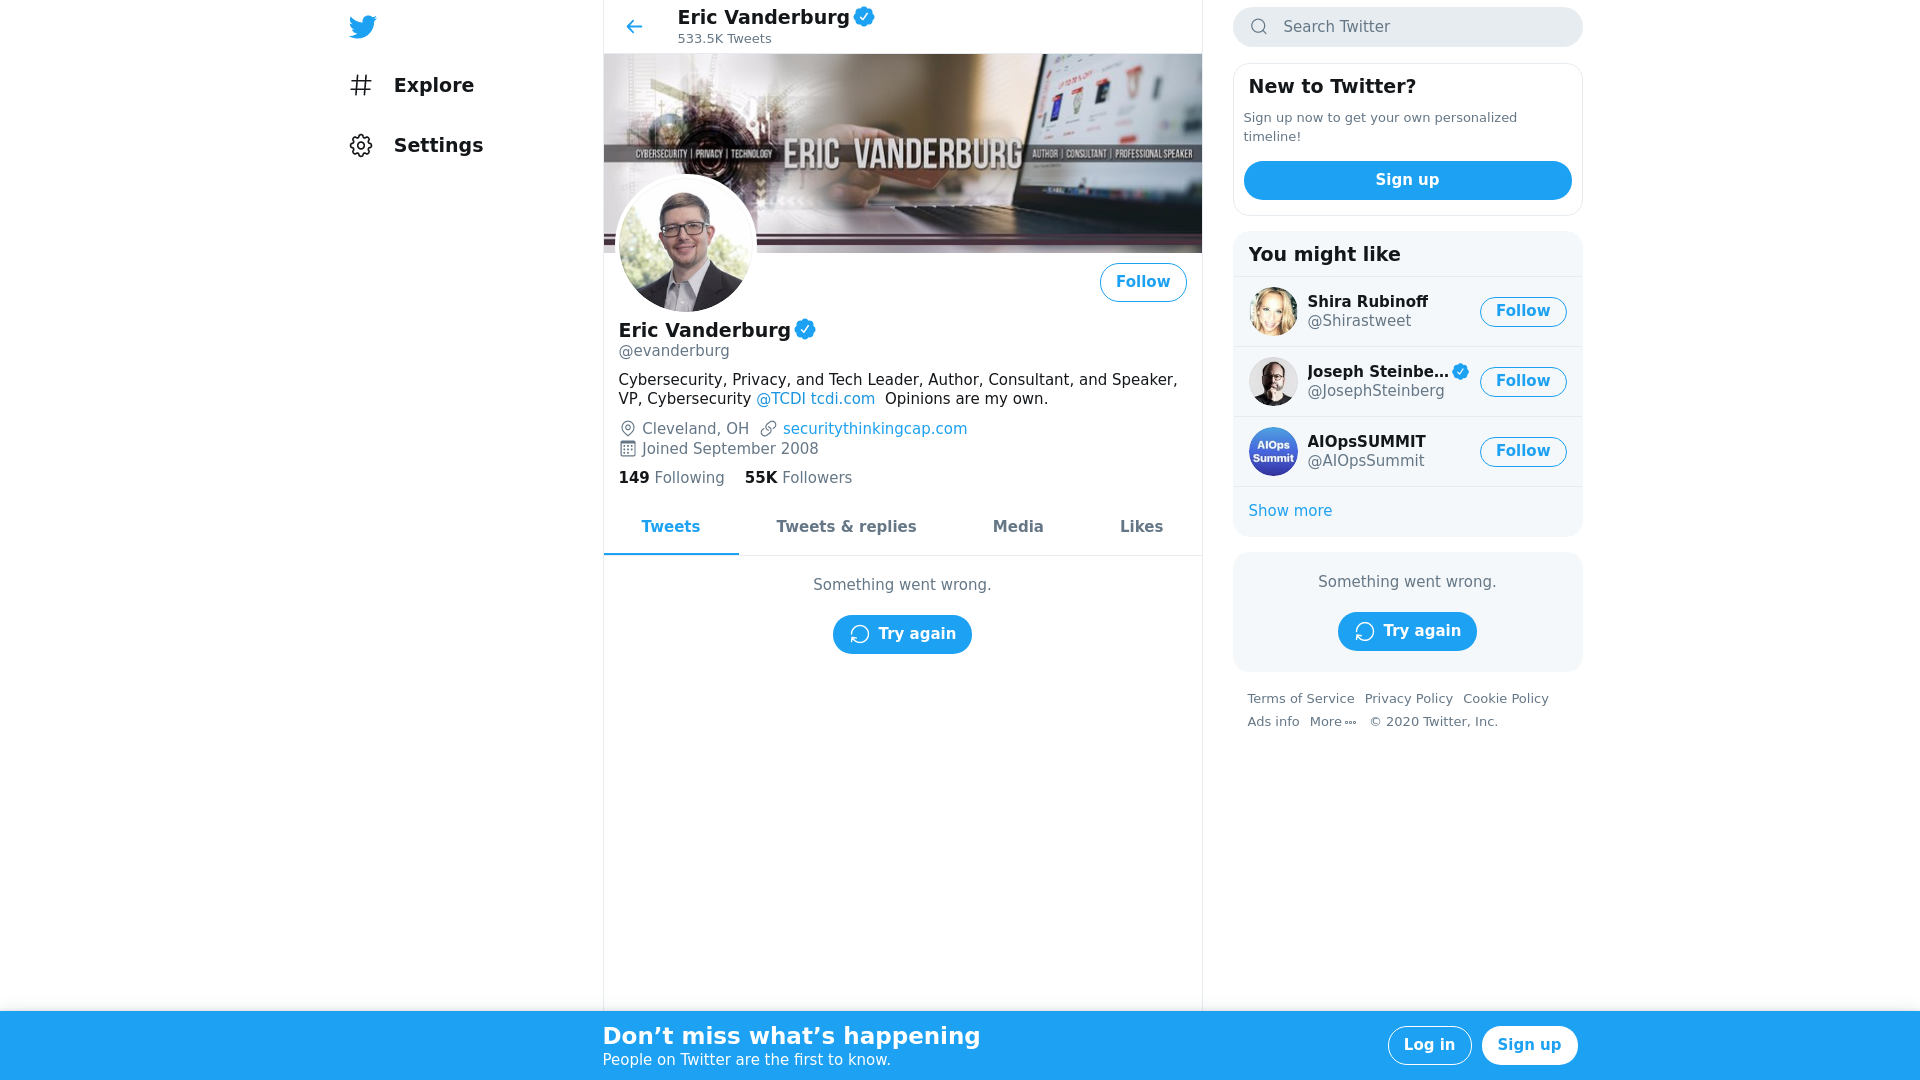 Explore
Settings
Eric Vanderburg
533.5K Tweets
CYBERSECURITY | PRIVACY | TECHNOLOGY
ERIC VANDERBURG
AUTHOR | CONSULTANT | PROFESSIONAL SPEAKER
Follow
Eric Vanderburg
@evanderburg
Cybersecurity, Privacy, and Tech Leader, Author, Consultant, and Speaker,
VP, Cybersecurity @TCDI tcdi.com Opinions are my own.
Cleveland, OH securitythinkingcap.com
Joined September 2008
149 Following 55K Followers
Tweets Tweets & replies Media Likes
Something went wrong.
Try again
Search Twitter
New to Twitter?
Sign up now to get your own personalized
timeline!
Sign up
You might like
Shira Rubinoff
@Shirastweet
Follow
Joseph Steinbe…
@JosephSteinberg
Follow
AIOps
Summit
AIOpsSUMMIT
@AIOpsSummit
Follow
Show more
Something went wrong.
Try again
Terms of Service Privacy Policy Cookie Policy
Ads info More © 2020 Twitter, Inc.
Don’t miss what’s happening
People on Twitter are the first to know.
Log in
Sign up